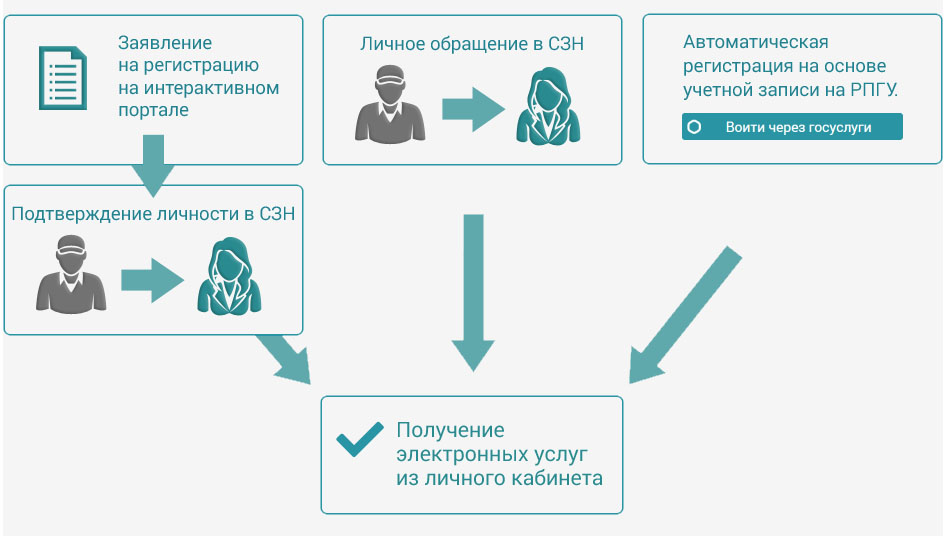 Заявление
на регистрацию
на интерактивном
портале
Личное обращение в СЗН
Автоматическая
регистрация на основе
учетной записи на РПГУ.
Воити через госуслуги
Подтверждение личности в СЗН
Получение
электронных услуг
из личного кабинета